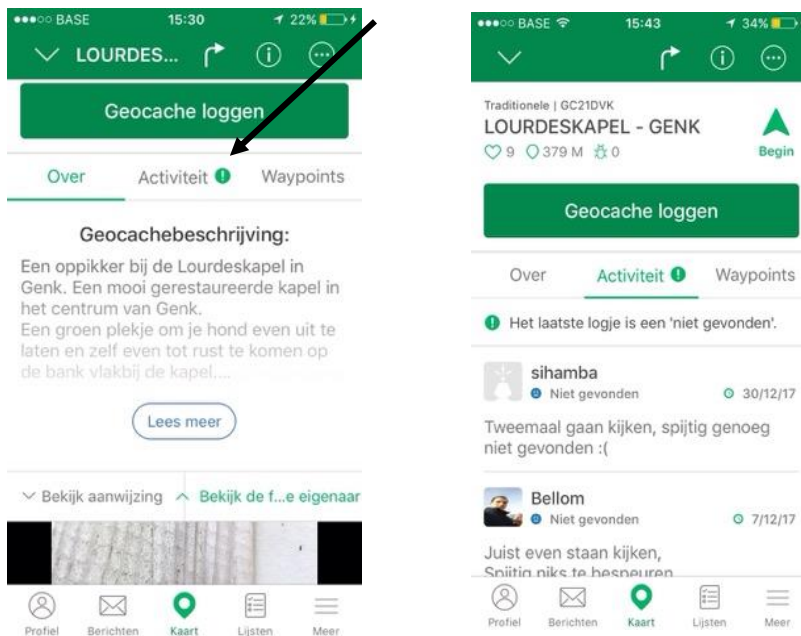 BASE 15:30 22%
LOURDES...
Geocache loggen
Over Activiteit Waypoints
Geocachebeschrijving:
Een oppikker bij de Lourdeskapel in
Genk. Een mooi gerestaureerde kapel in
het centrum van Genk.
Een groen plekje om je hond even uit te
laten en zelf even tot rust te komen op
de bank vlakbij de kapel....
Lees meer
Bekijk aanwijzing Bekijk de f...e eigenaar
Profiel Berichten Kaart Lijsten Meer
BASE 15:43 34%
Traditionele | GC21DVK
LOURDESKAPEL - GENK
9 379 M 0
Begin
Geocache loggen
Over Activiteit Waypoints
Het laatste logje is een 'niet gevonden'.
sihamba
Niet gevonden 30/12/17
Tweemaal gaan kijken, spijtig genoeg
niet gevonden :(
Bellom
Niet gevonden 7/12/17
Juist even staan kijken,
Spijtig niks te bespeuren
Profiel Berichten Kaart Lijsten Meer